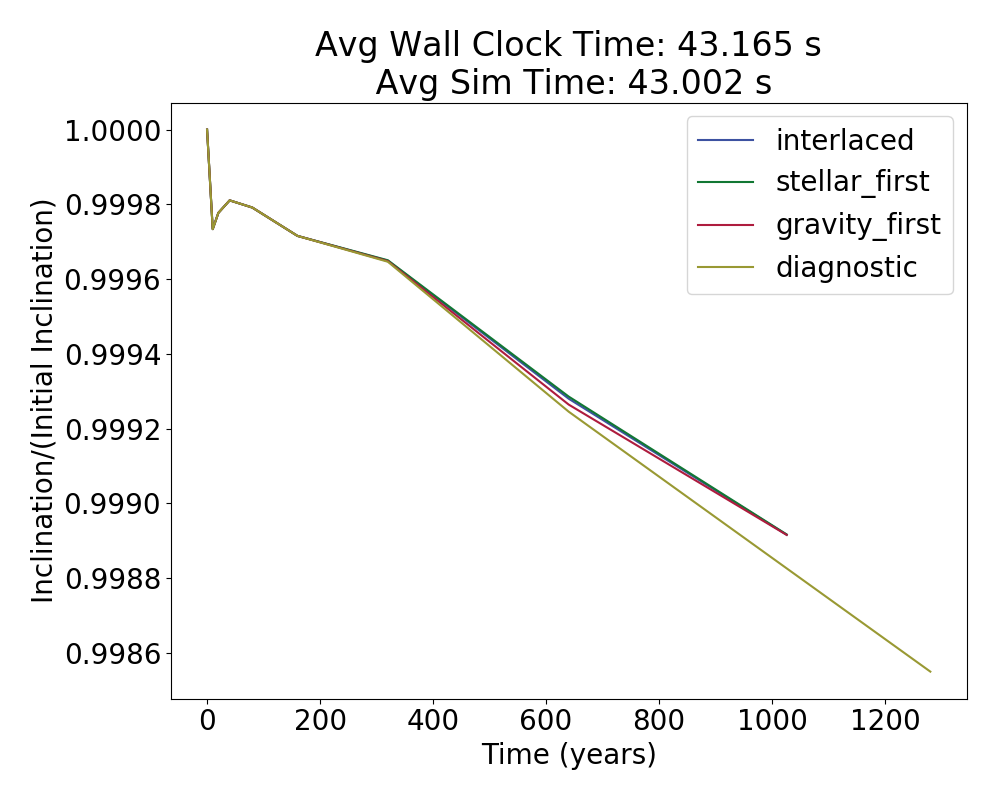 Avg Wall Clock Time: 43.165 s
Avg Sim Time: 43.002 s
Inclination/(Initial Inclination)
1.0000
0.9998
0.9996
0.9994
0.9992
0.9990
0.9988
0.9986
interlaced
stellar_first
gravity_first
diagnostic
0 200 400 600 800 1000 1200
Time (years)